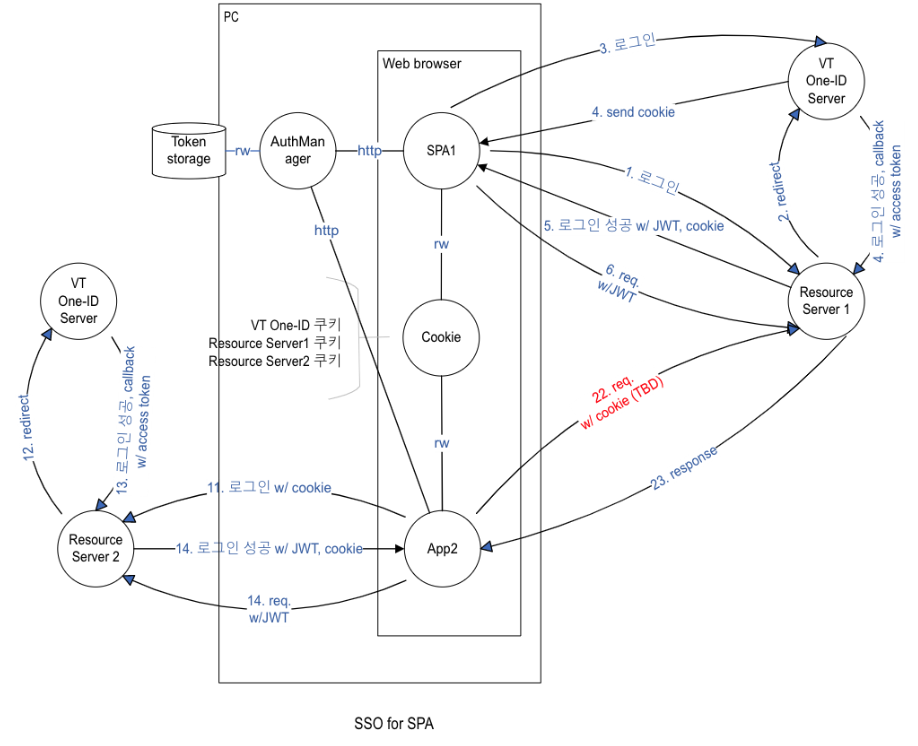 PC
Web browser
3. 로그인
VT
One-ID
Server
4. send cookie
Token
storage
rw
AuthMan
ager
http
SPA1
1. 로그인
2. redirect
4. 로그인 성공, callback
w/ access token
http
rw
5. 로그인 성공 w/ JWT, cookie
6. req.
w/JWT
Resource
Server 1
VT
One-ID
Server
VT One-ID 쿠키
Resource Server1 쿠키
Resource Server2 쿠키
Cookie
12. redirect
13. 로그인 성공, callback
w/ access token
rw
22. req.
w/ cookie (TBD)
23. response
11. 로그인 w/ cookie
Resource
Server 2
14. 로그인 성공 w/ JWT, cookie
App2
14. req.
w/JWT
SSO for SPA